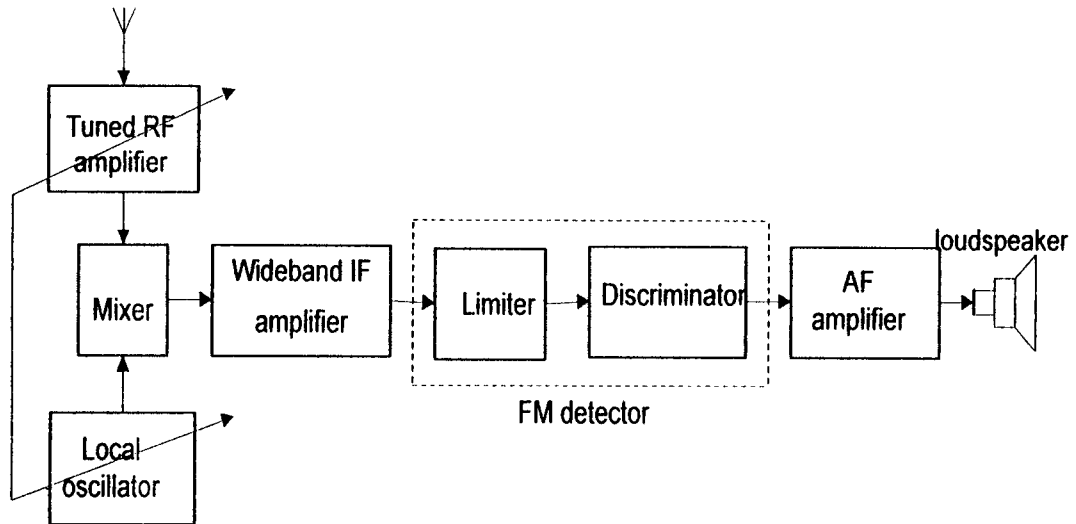 Tuned RF
amplifier
Mixer
Local
oscillator
Wideband IF
amplifier
Limiter
Discriminator
FM detector
AF
amplifier
loudspeaker